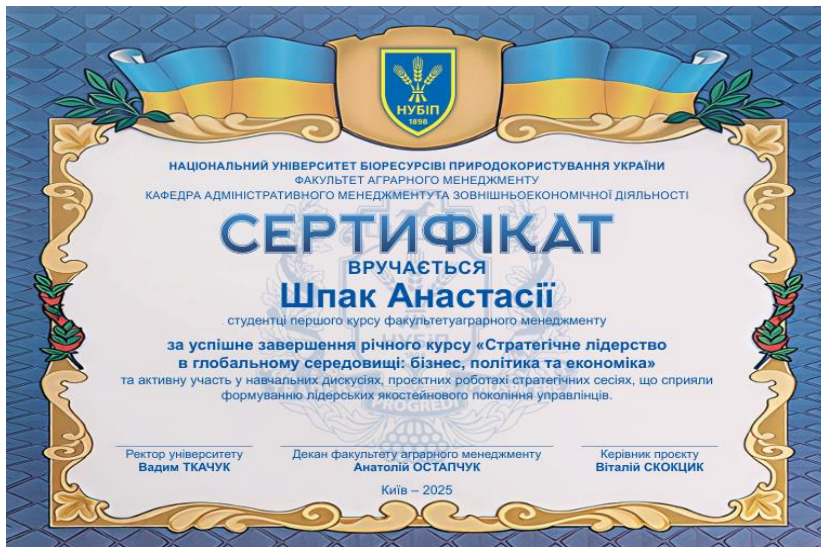 НУБІП
1898
НАЦІОНАЛЬНИЙ УНІВЕРСИТЕТ БІОРЕСУРСІВІ ПРИРОДОКОРИСТУВАННЯ УКРАЇНИ
ФАКУЛЬТЕТ АГРАРНОГО МЕНЕДЖМЕНТУ
КАФЕДРА АДМІНІСТРАТИВНОГО МЕНЕДЖМЕНТУТА ЗОВНІШНЬОЕКОНОМІЧНОЇ ДІЯЛЬНОСТІ
СЕРТИФІКАТ
ВРУЧАЄТЬСЯ
Шпак Анастасії
студентці першого курсу факультетуаграрного менеджменту
за успішне завершення річного курсу «Стратегічне лідерство
в глобальному середовищі: бізнес, політика та економіка»
та активну участь у навчальних дискусіях, проєктних роботахі стратегічних сесіях, що сприяли
формуванню лідерських якостейнового покоління управлінців.
PROGREDI
Ректор університету
Вадим ТКАЧУК
Декан факультету аграрного менеджменту
Анатолій ОСТАПЧУК
Керівник проєкту
Віталій СКОКЦИК
Київ – 2025